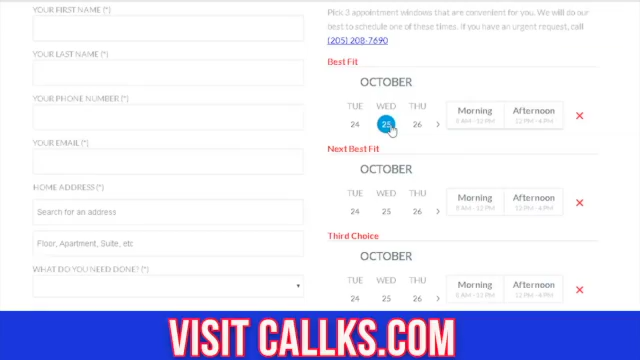 YOUR FIRST NAME (*)
YOUR LAST NAME (*)
YOUR PHONE NUMBER (*)
YOUR EMAIL (*)
HOME ADDRESS (*)
Search for an address
Floor, Apartment, Suite, etc
WHAT DO YOU NEED DONE? (*)
Pick 3 appointment windows that are convenient for you. We will do our
best to schedule one of these times. If you have an urgent request, call
(205) 208-7690
Best Fit
OCTOBER
TUE WED THU
24 25 26 >
Morning Afternoon
8 AM - 12 PM 12 PM - 4 PM
Next Best Fit
OCTOBER
TUE WED THU
24 25 26 >
Morning Afternoon
8 AM - 12 PM 12 PM - 4 PM
Third Choice
OCTOBER
TUE WED THU
24 25 26 >
Morning Afternoon
8 AM - 12 PM 12 PM - 4 PM
VISIT CALLKS.COM